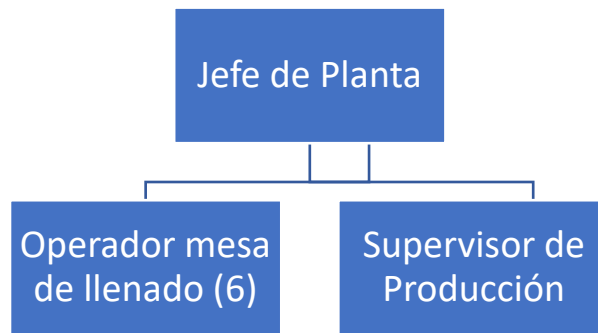 Jefe de Planta
Operador mesa
de llenado (6)
Supervisor de
Producción